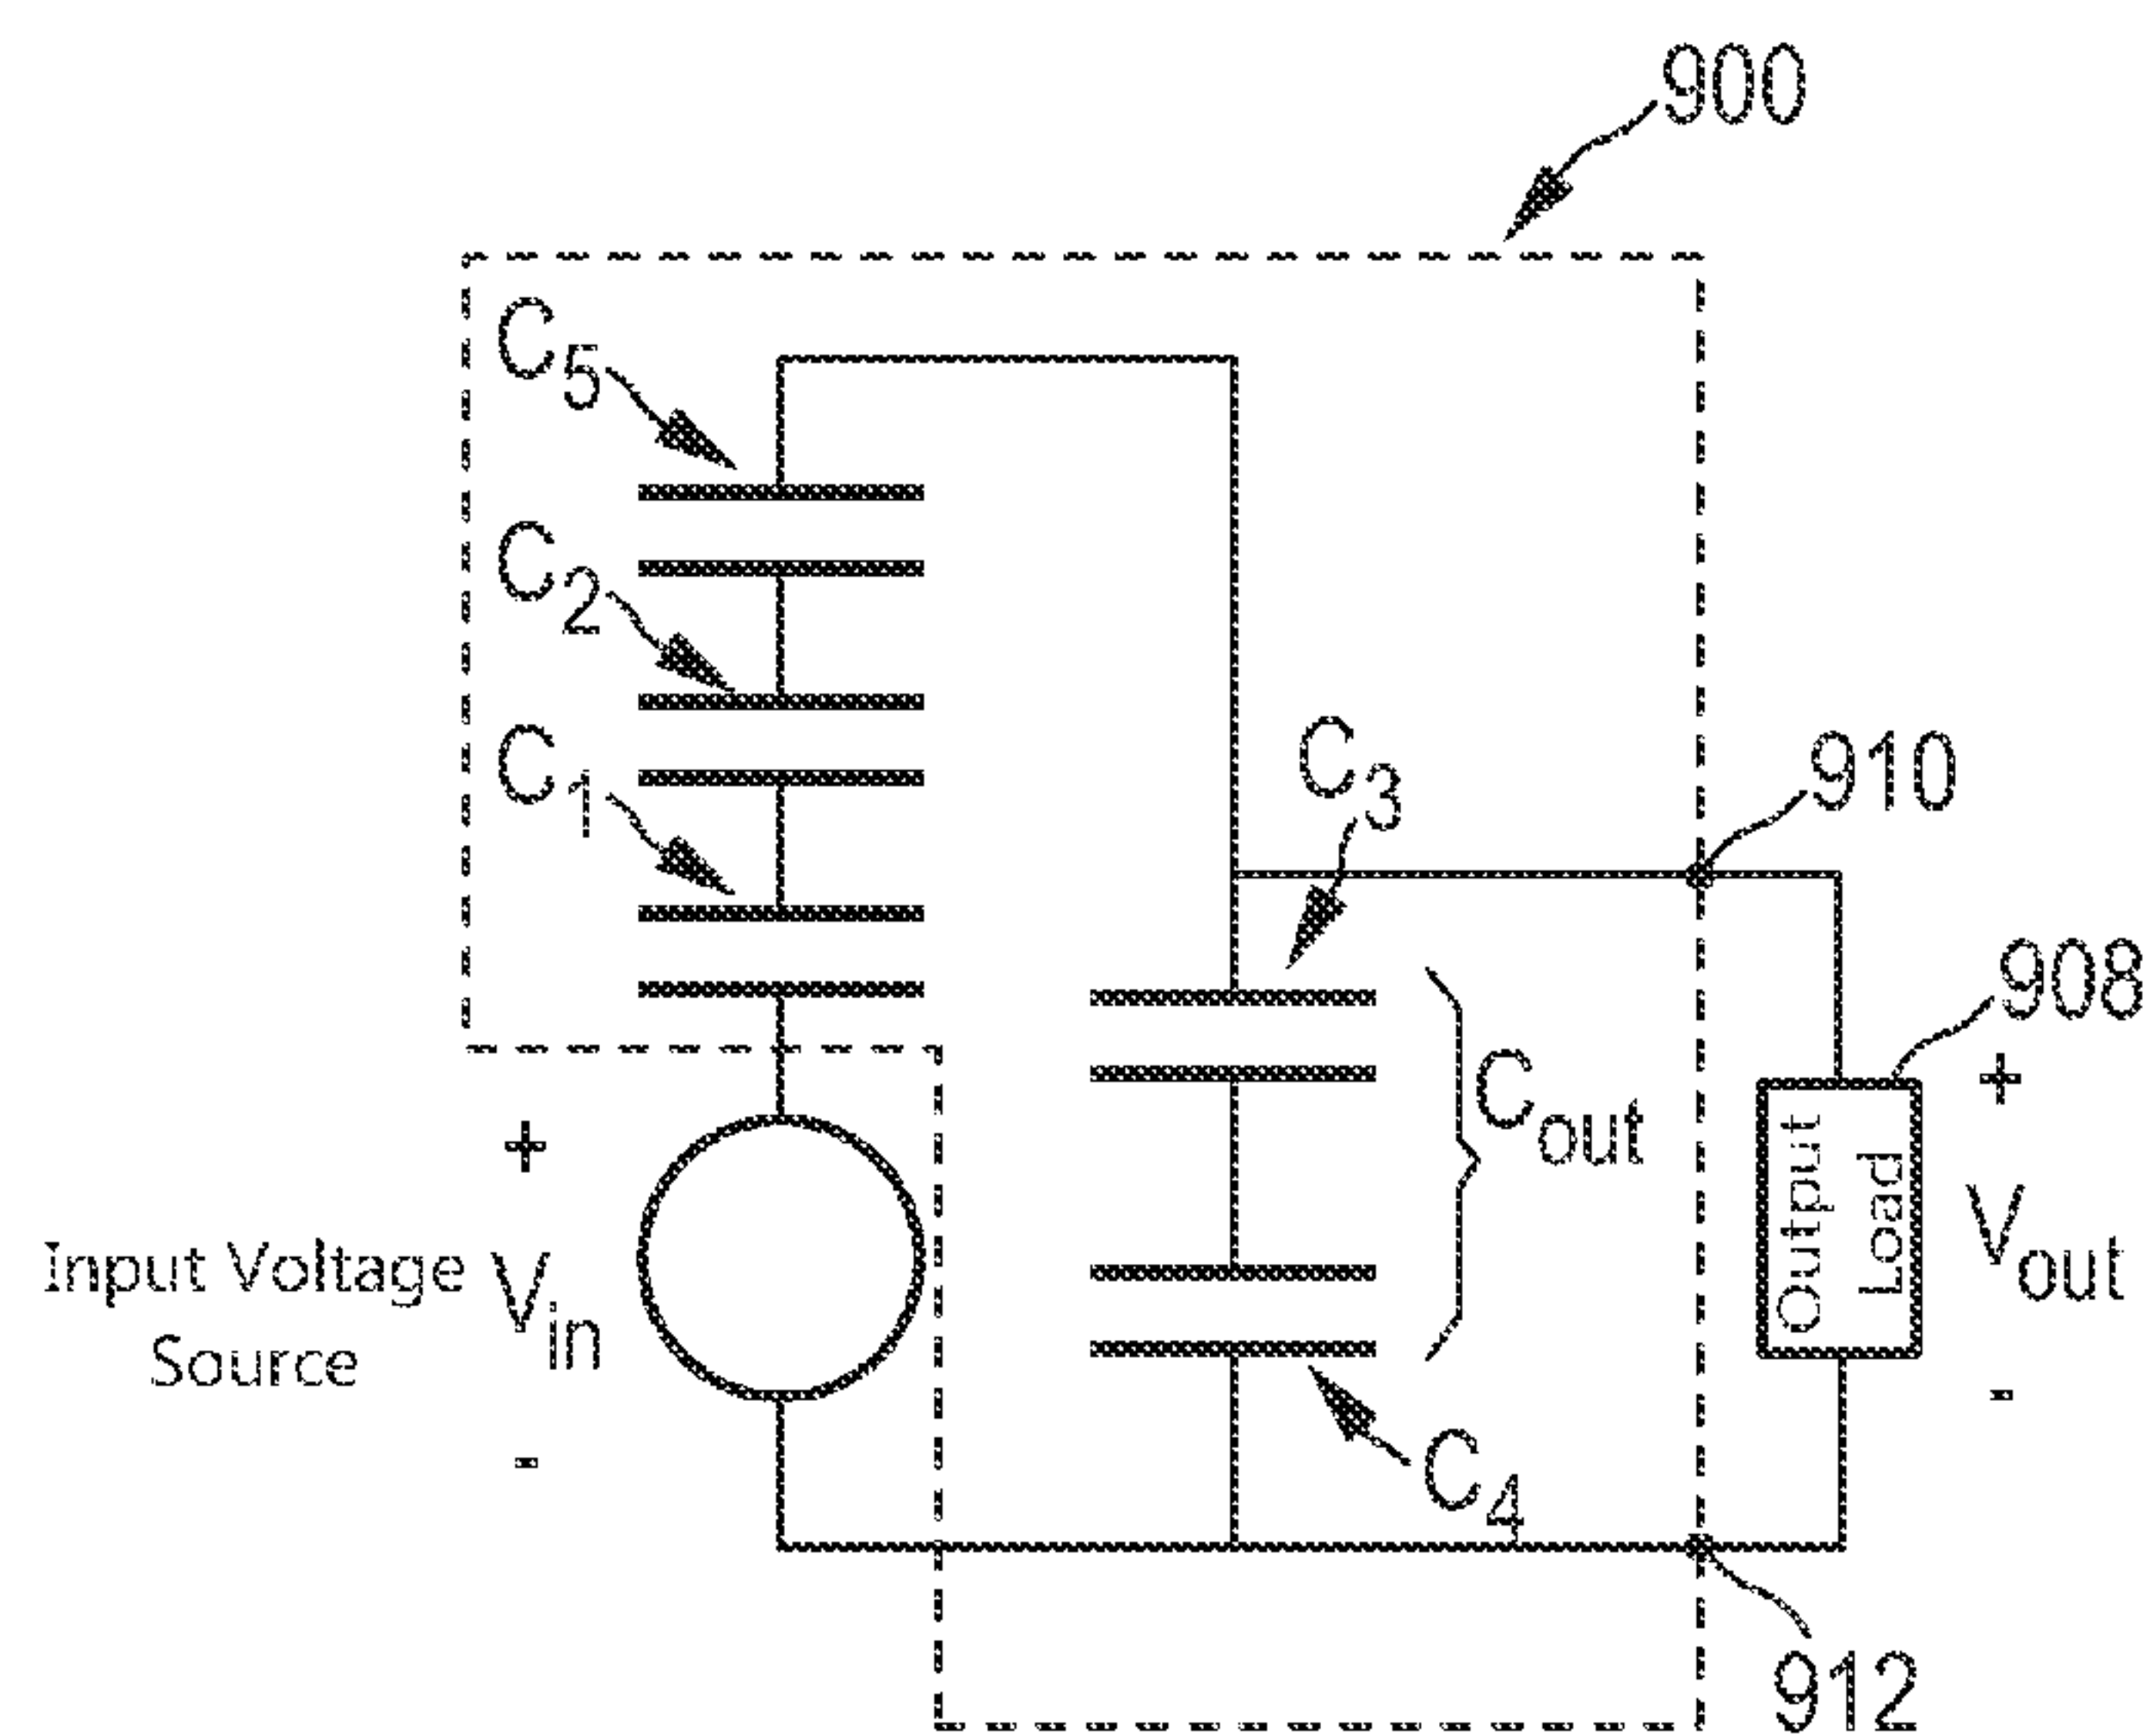 900
C5
C2
C1
C3
910
908
Cout
+
Vin
-
Input Voltage
Source
Output
Load
+
Vout
-
C4
912